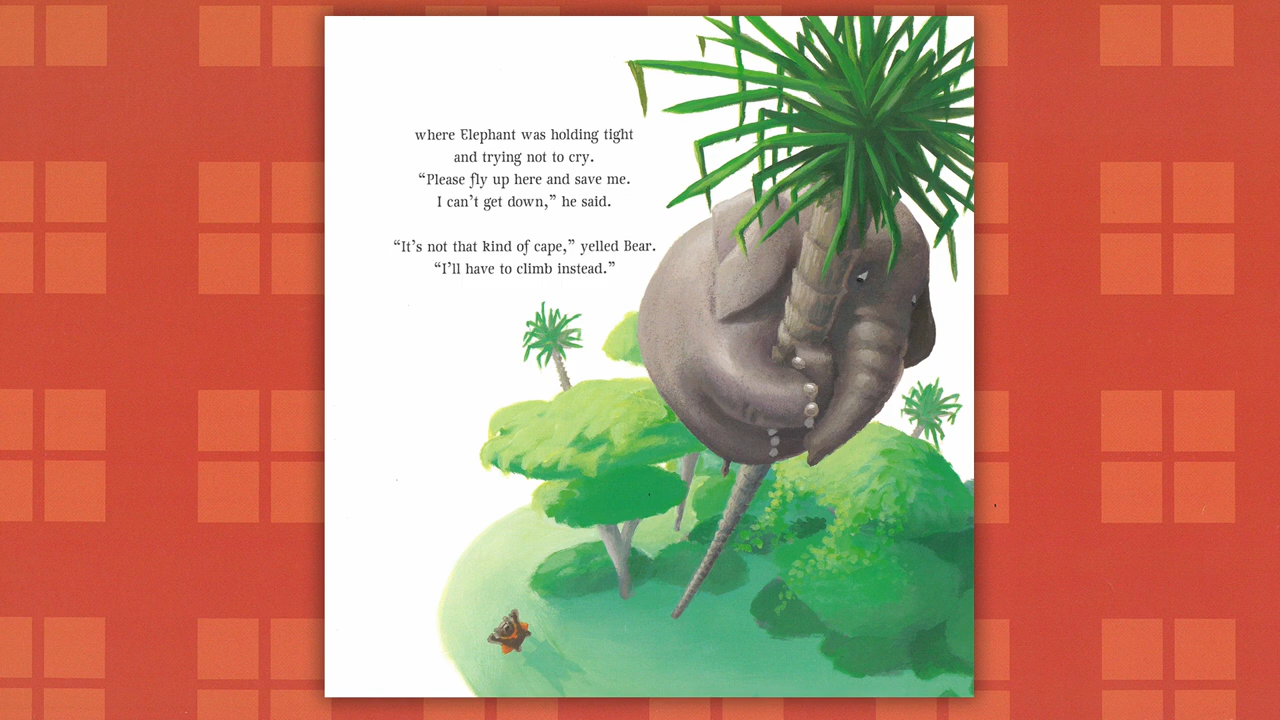 where Elephant was holding tight
and trying not to cry.
“Please fly up here and save me.
I can’t get down,” he said.
“It’s not that kind of cape,” yelled Bear.
“I’ll have to climb instead.”